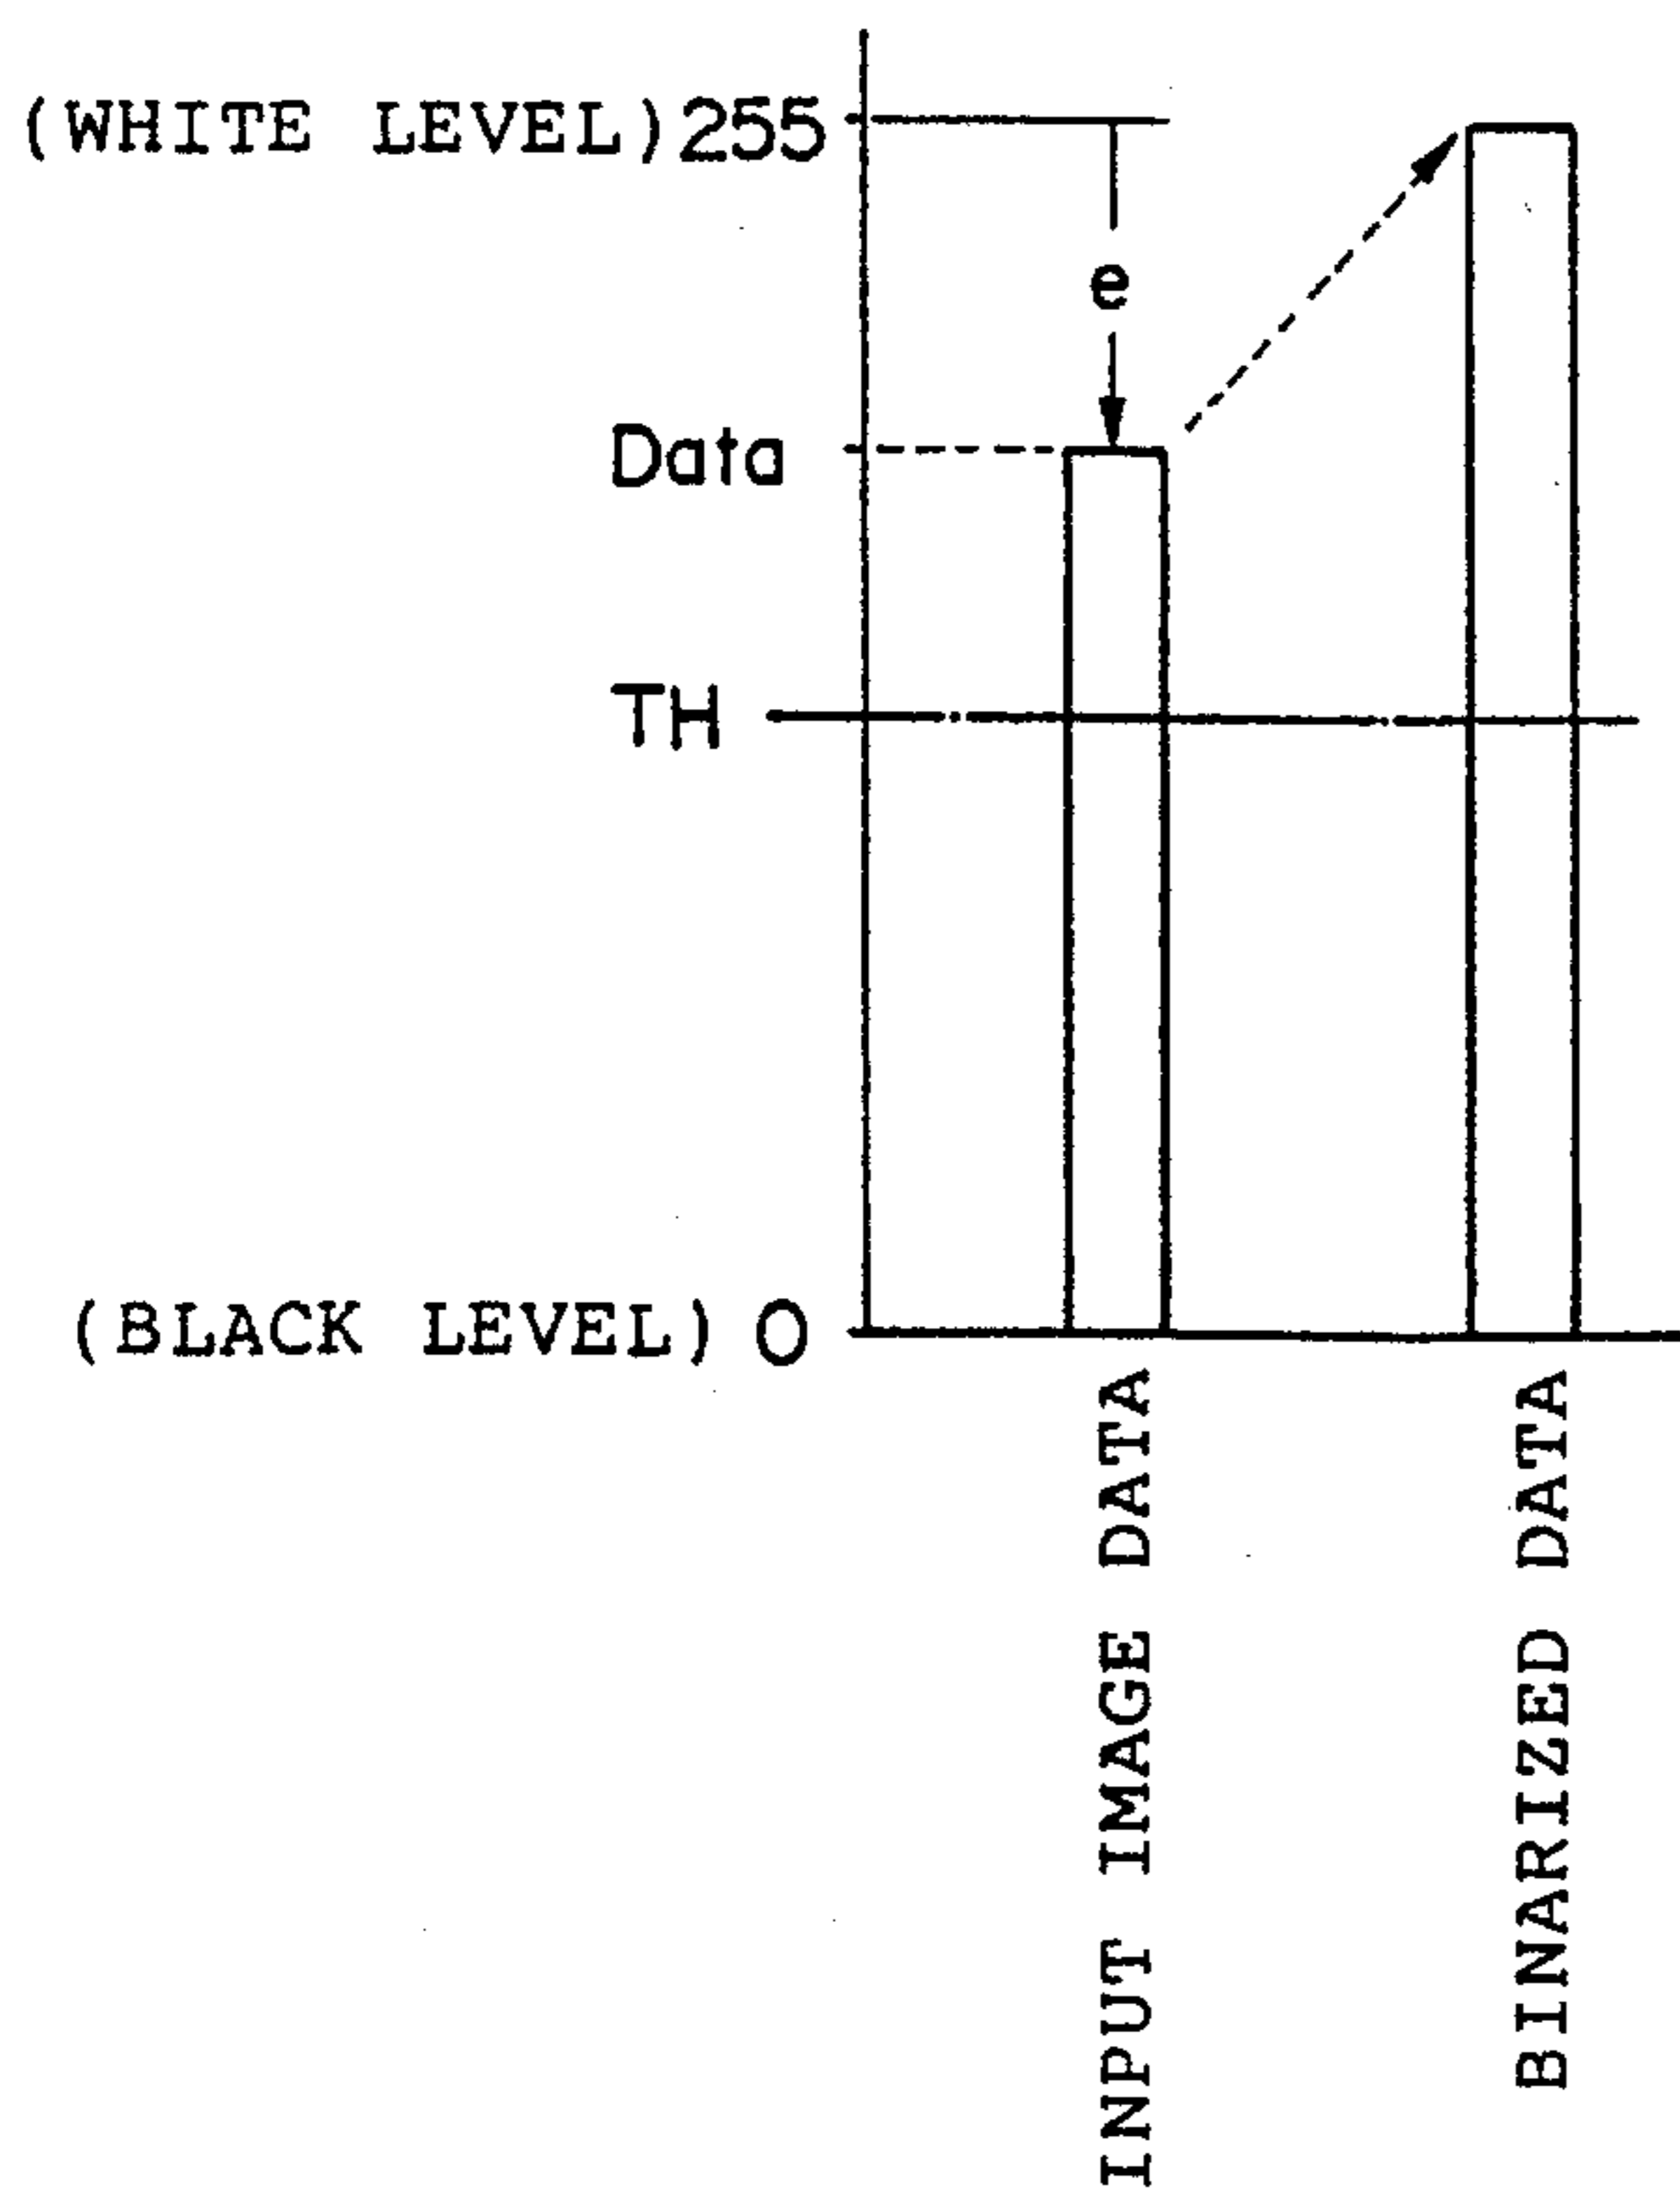 (WHITE LEVEL) 255
e
Data
TH
(BLACK LEVEL) 0
INPUT IMAGE DATA
BINARIZED DATA